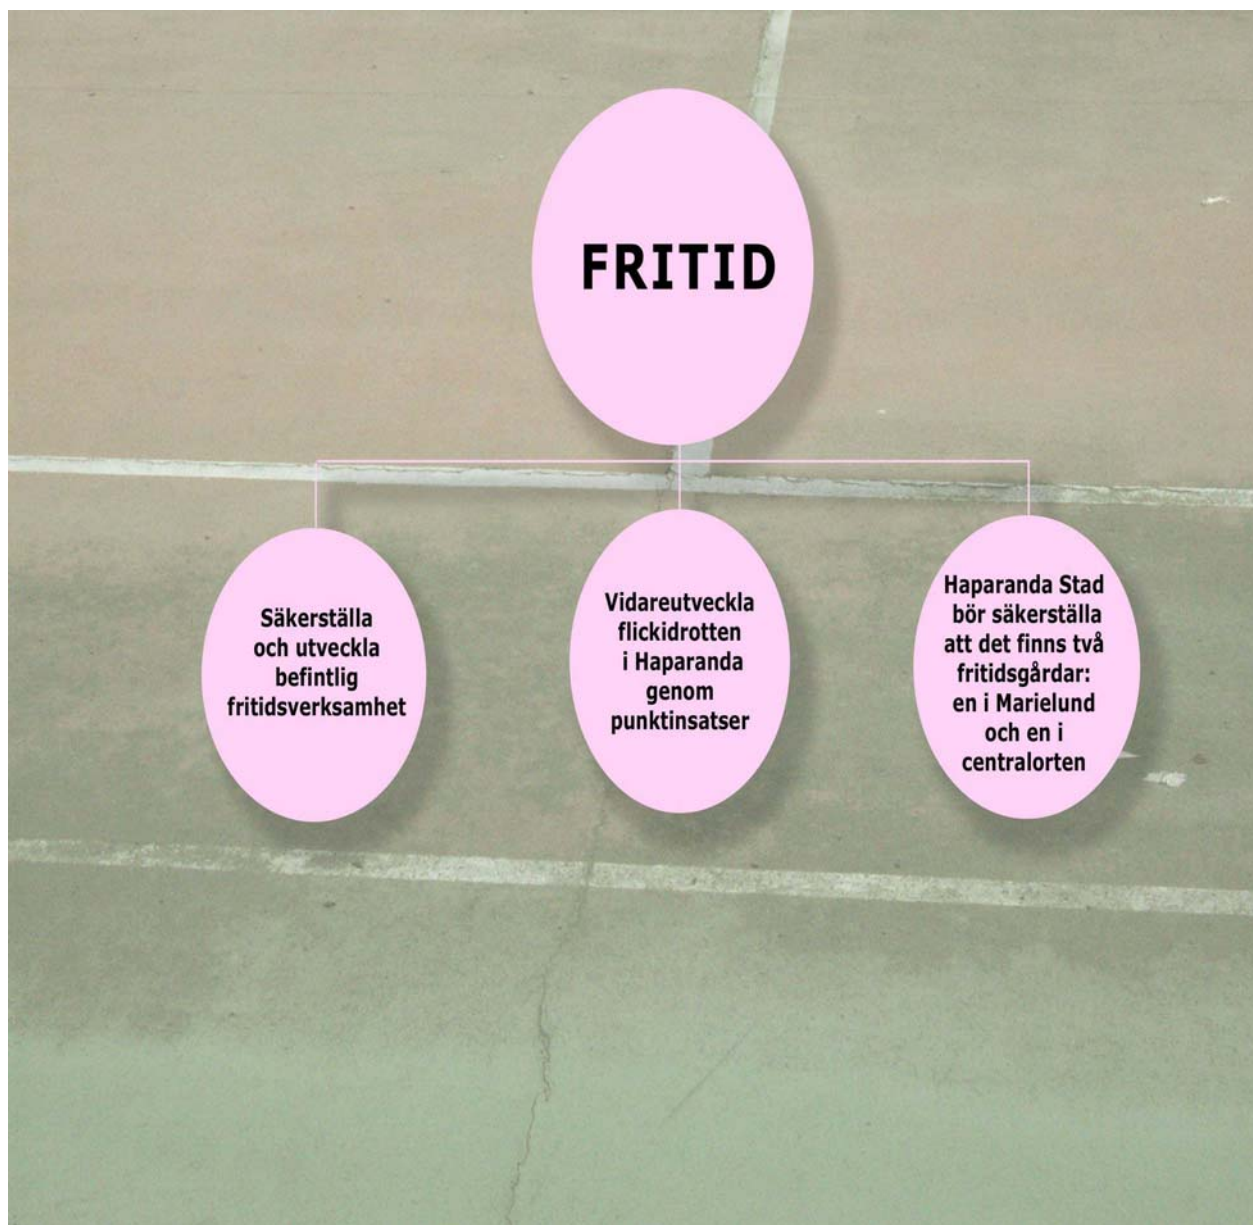 FRITID
Säkerställa
och utveckla
befintlig
fritidsverksamhet
Vidareutveckla
flickidrotten
i Haparanda
genom
punktinsatser
Haparanda Stad
bör säkerställa
att det finns två
fritidsgårdar:
en i Marielund
och en i
centralorten